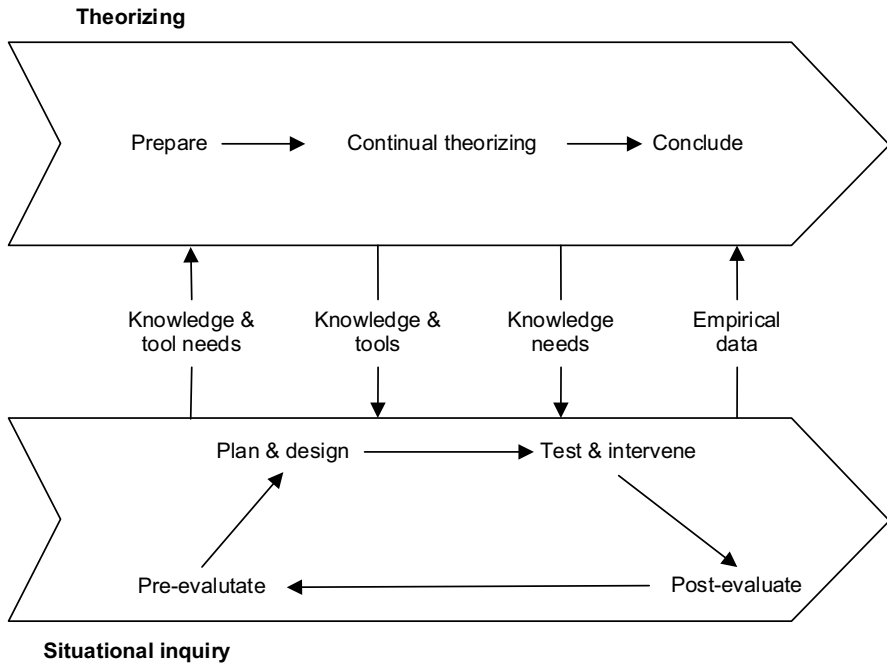 Theorizing
Prepare
Continual theorizing
Conclude
Knowledge &
tool needs
Knowledge &
tools
Knowledge
needs
Empirical
data
Plan & design
Test & intervene
Pre-evalutate
Post-evaluate
Situational inquiry